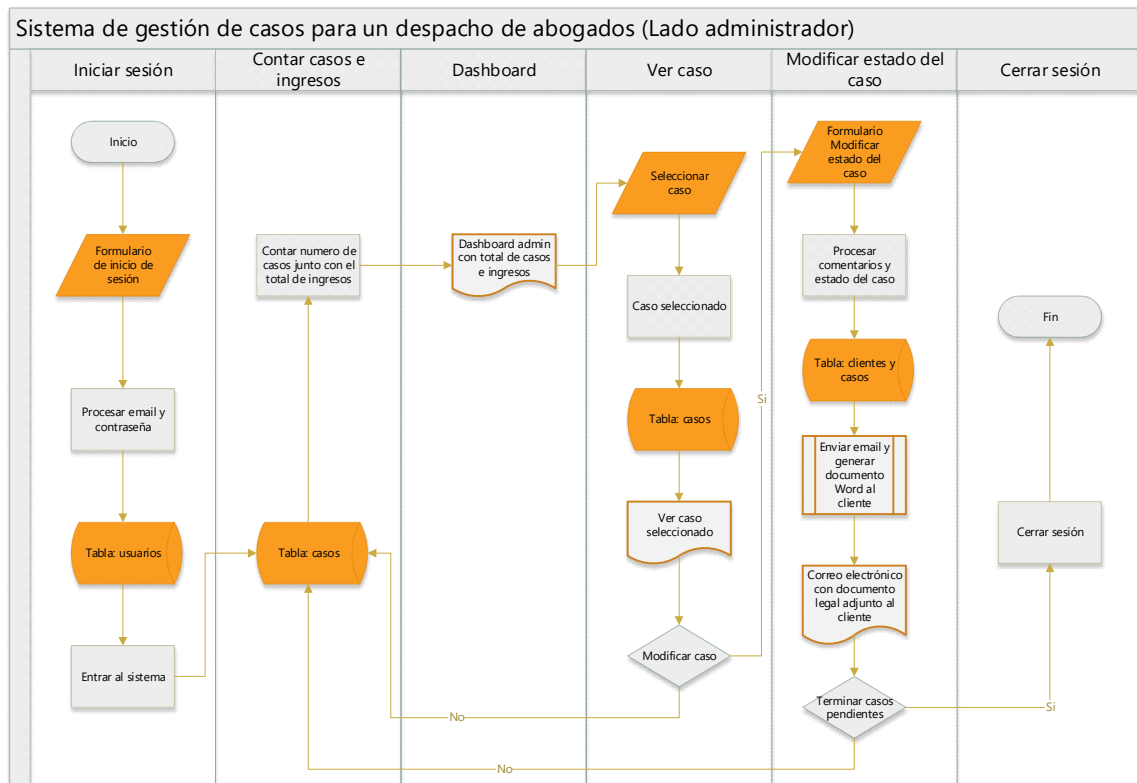 Sistema de gestión de casos para un despacho de abogados (Lado administrador)
Iniciar sesión
Contar casos e
ingresos
Dashboard
Ver caso
Modificar estado del
caso
Cerrar sesión
Inicio
Formulario
de inicio de
sesión
Procesar email y
contraseña
Tabla: usuarios
Entrar al sistema
Contar numero de
casos junto con el
total de ingresos
Tabla: casos
Dashboard admin
con total de casos
e ingresos
Seleccionar
caso
Caso seleccionado
Tabla: casos
Ver caso
seleccionado
Modificar caso
No
Si
Formulario
Modificar
estado del
caso
Procesar
comentarios y
estado del caso
Tabla: clientes y
casos
Enviar email y
generar
documento
Word al
cliente
Correo electrónico
con documento
legal adjunto al
cliente
Terminar casos
pendientes
No
Si
Cerrar sesión
Fin